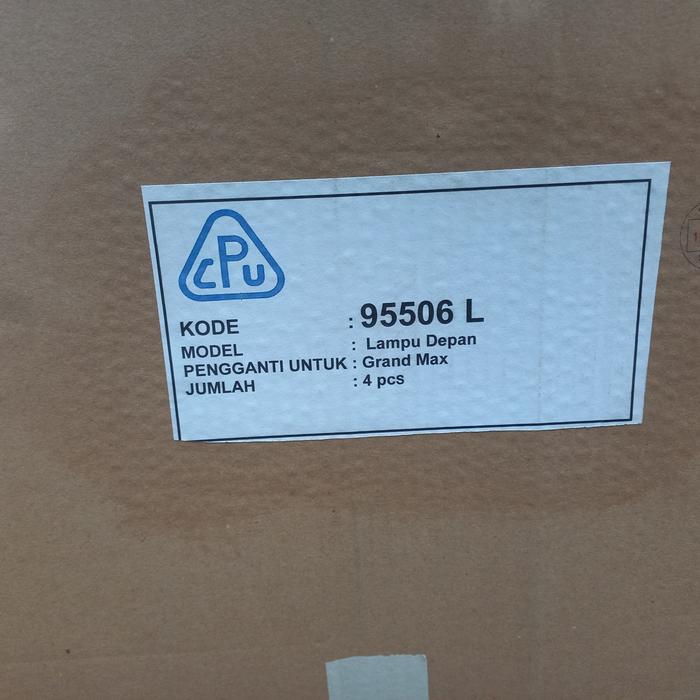 CPU
KODE : 95506 L
MODEL : Lampu Depan
PENGGANTI UNTUK : Grand Max
JUMLAH : 4 pcs